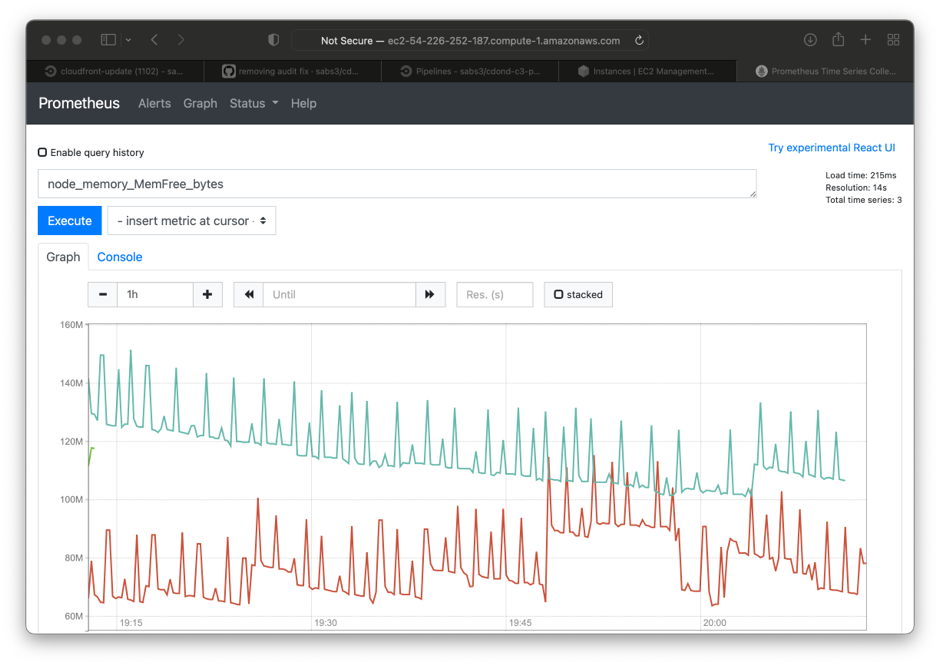 Not Secure — ec2-54-226-252-187.compute-1.amazonaws.com
cloudfront-update (1102) - sa...
removing audit fix · sabs3/cd...
Pipelines - sabs3/cdond-c3-p...
Instances | EC2 Management...
Prometheus Time Series Colle...
Prometheus Alerts Graph Status Help
Enable query history
Try experimental React UI
node_memory_MemFree_bytes
Load time: 215ms
Resolution: 14s
Total time series: 3
Execute
- insert metric at cursor -
Graph Console
1h
Until
Res. (s)
stacked
160M
140M
120M
100M
80M
60M
19:15 19:30 19:45 20:00